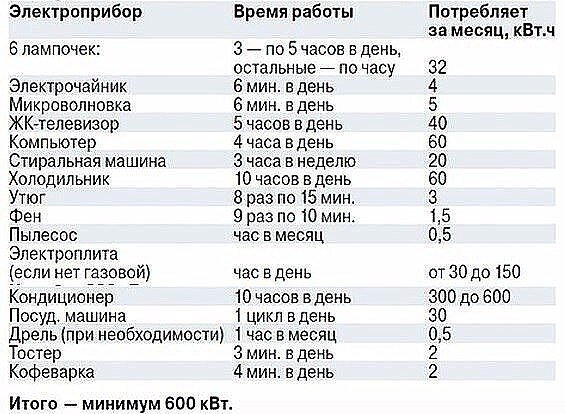 Электроприбор Время работы Потребляет
за месяц, кВт.ч
6 лампочек: 3 — по 5 часов в день,
остальные — по часу 32
Электрочайник 6 мин. в день 4
Микроволновка 6 мин. в день 5
ЖК-телевизор 5 часов в день 40
Компьютер 4 часа в день 60
Стиральная машина 3 часа в неделю 20
Холодильник 10 часов в день 60
Утюг 8 раз по 15 мин. 3
Фен 9 раз по 10 мин. 1,5
Пылесос час в месяц 0,5
Электроплита
(если нет газовой) час в день от 30 до 150
Кондиционер 10 часов в день 300 до 600
Посуд. машина 1 цикл в день 30
Дрель (при необходимости) 1 час в месяц 0,5
Тостер 3 мин. в день 2
Кофеварка 4 мин. в день 2
Итого — минимум 600 кВт.